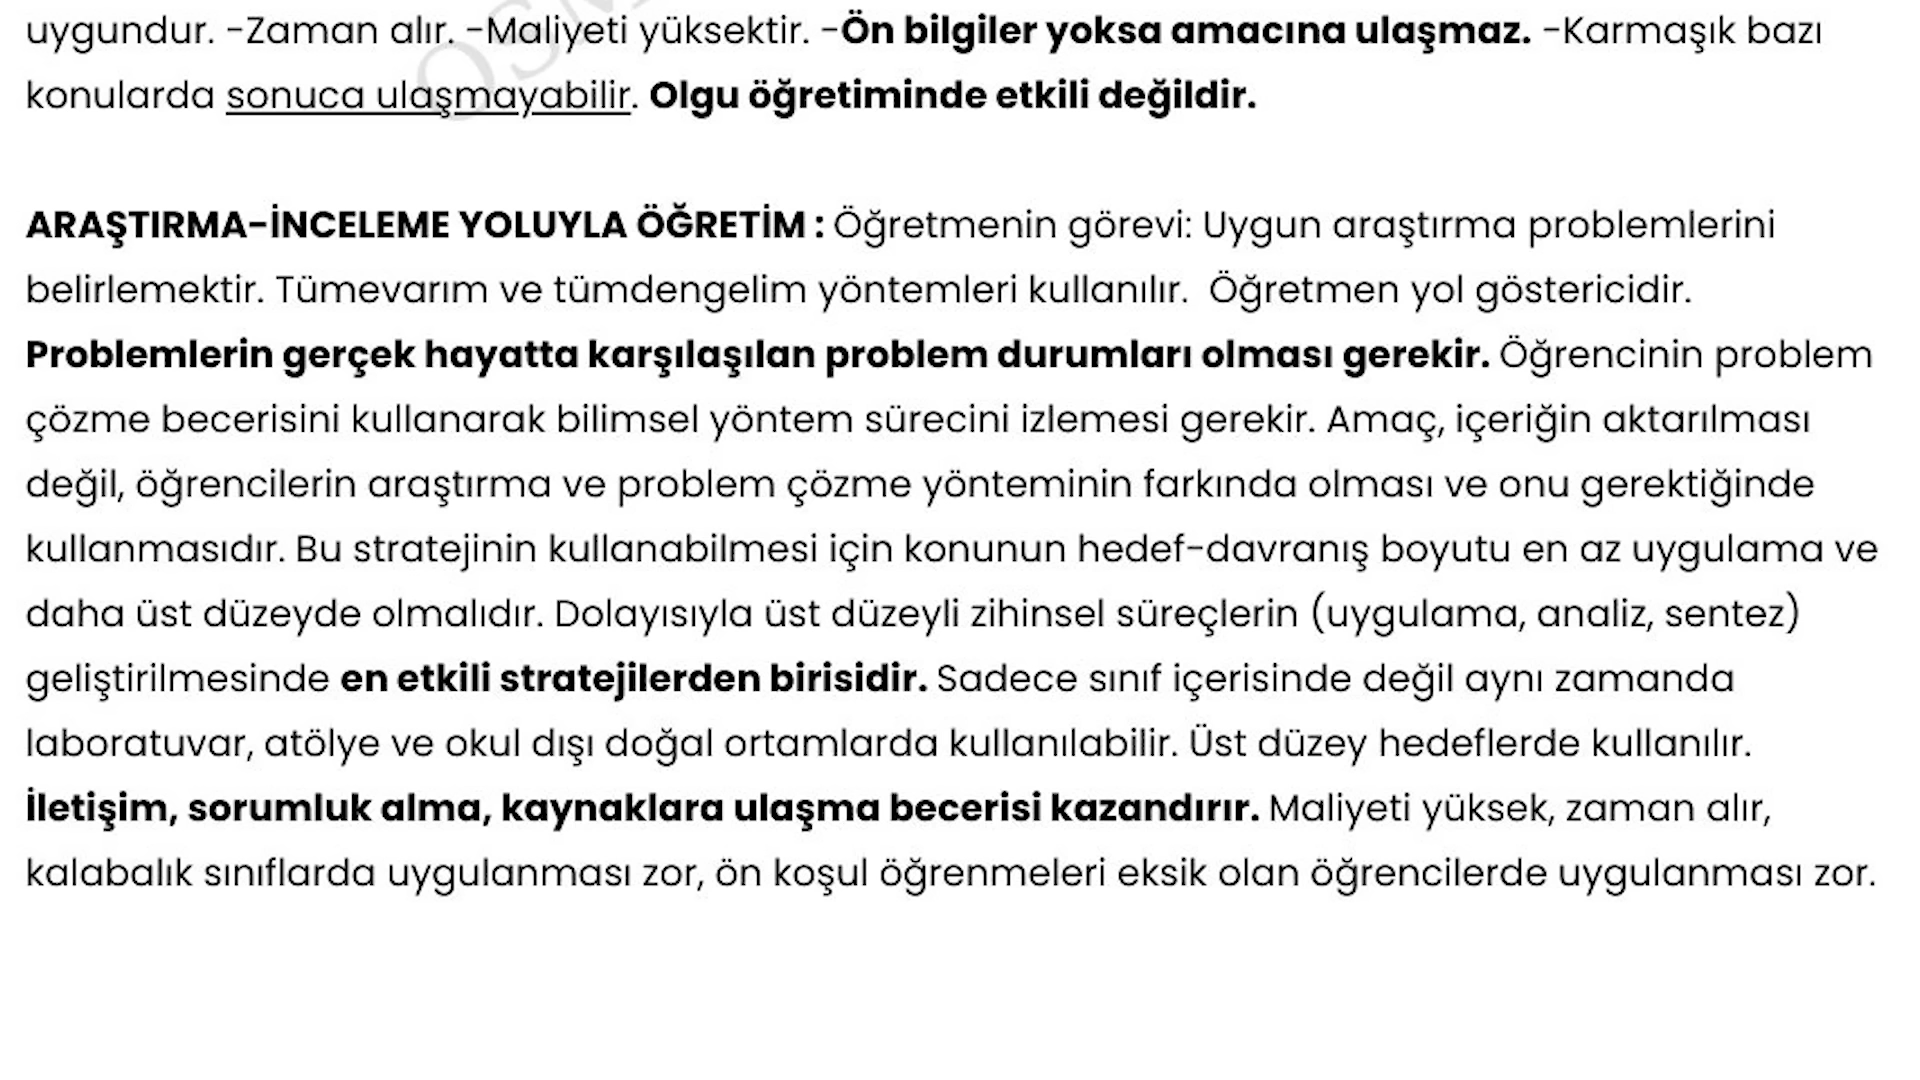 uygundur. -Zaman alır. -Maliyeti yüksektir. -Ön bilgiler yoksa amacına ulaşmaz. -Karmaşık bazı
konularda sonuca ulaşmayabilir. Olgu öğretiminde etkili değildir.
ARAŞTIRMA-İNCELEME YOLUYLA ÖĞRETİM : Öğretmenin görevi: Uygun araştırma problemlerini
belirlemektir. Tümevarım ve tümdengelim yöntemleri kullanılır. Öğretmen yol göstericidir.
Problemlerin gerçek hayatta karşılaşılan problem durumları olması gerekir. Öğrencinin problem
çözme becerisini kullanarak bilimsel yöntem sürecini izlemesi gerekir. Amaç, içeriğin aktarılması
değil, öğrencilerin araştırma ve problem çözme yönteminin farkında olması ve onu gerektiğinde
kullanmasıdır. Bu stratejinin kullanabilmesi için konunun hedef-davranış boyutu en az uygulama ve
daha üst düzeyde olmalıdır. Dolayısıyla üst düzeyli zihinsel süreçlerin (uygulama, analiz, sentez)
geliştirilmesinde en etkili stratejilerden birisidir. Sadece sınıf içerisinde değil aynı zamanda
laboratuvar, atölye ve okul dışı doğal ortamlarda kullanılabilir. Üst düzey hedeflerde kullanılır.
İletişim, sorumluk alma, kaynaklara ulaşma becerisi kazandırır. Maliyeti yüksek, zaman alır,
kalabalık sınıflarda uygulanması zor, ön koşul öğrenmeleri eksik olan öğrencilerde uygulanması zor.